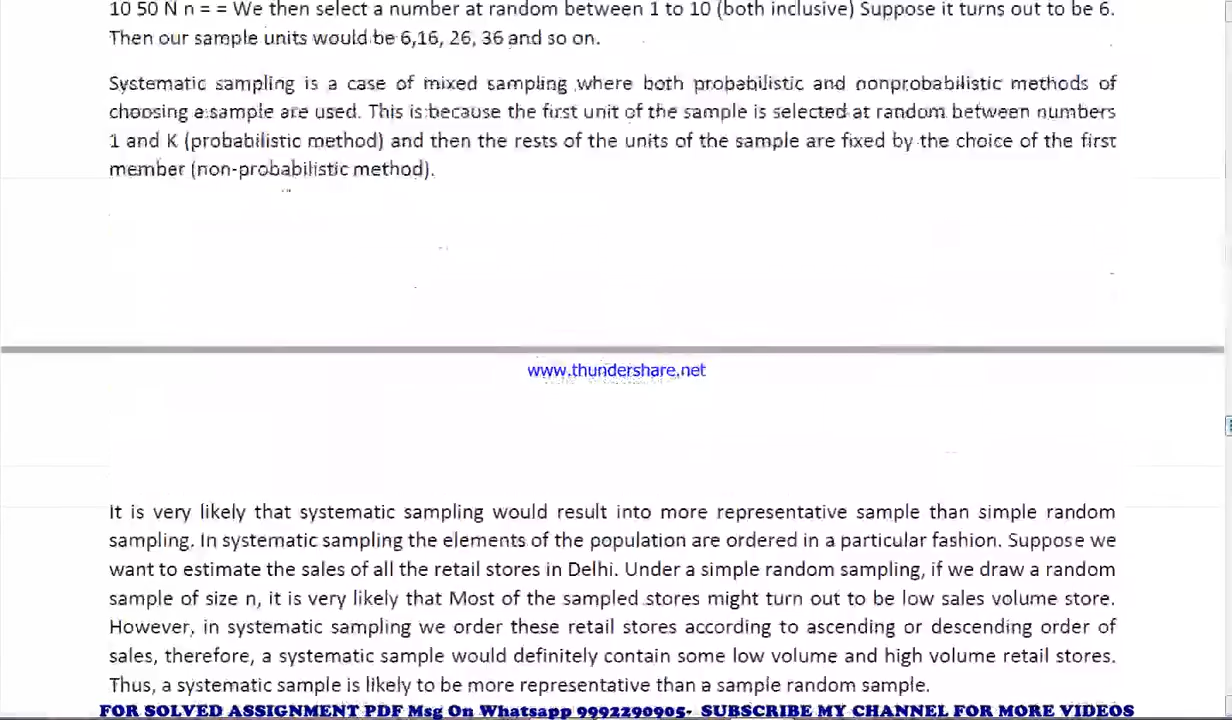 10 50 N n = = We then select a number at random between 1 to 10 (both inclusive) Suppose it turns out to be 6.
Then our sample units would be 6,16, 26, 36 and so on.
Systematic sampling is a case of mixed sampling where both probabilistic and nonprobabilistic methods of
choosing a sample are used. This is because the first unit of the sample is selected at random between numbers
1 and K (probabilistic method) and then the rests of the units of the sample are fixed by the choice of the first
member (non-probabilistic method).
www.thundershare.net
It is very likely that systematic sampling would result into more representative sample than simple random
sampling. In systematic sampling the elements of the population are ordered in a particular fashion. Suppose we
want to estimate the sales of all the retail stores in Delhi. Under a simple random sampling, if we draw a random
sample of size n, it is very likely that Most of the sampled stores might turn out to be low sales volume store.
However, in systematic sampling we order these retail stores according to ascending or descending order of
sales, therefore, a systematic sample would definitely contain some low volume and high volume retail stores.
Thus, a systematic sample is likely to be more representative than a sample random sample.
FOR SOLVED ASSIGNMENT PDF Msg On Whatsapp 9992290905- SUBSCRIBE MY CHANNEL FOR MORE VIDEOS